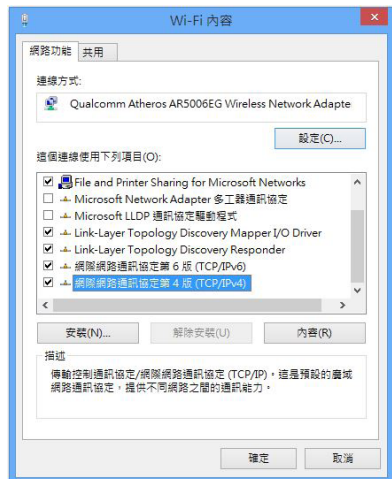 Wi-Fi 內容
網路功能 共用
連線方式:
Qualcomm Atheros AR5006EG Wireless Network Adapte
設定(C)...
這個連線使用下列項目(O):
File and Printer Sharing for Microsoft Networks
Microsoft Network Adapter 多工器通訊協定
Microsoft LLDP 通訊協定驅動程式
Link-Layer Topology Discovery Mapper I/O Driver
Link-Layer Topology Discovery Responder
網際網路通訊協定第 6 版 (TCP/IPv6)
網際網路通訊協定第 4 版 (TCP/IPv4)
安裝(N)... 解除安裝(U) 內容(R)
描述
傳輸控制通訊協定/網際網路通訊協定 (TCP/IP)。這是預設的廣域
網路通訊協定，提供不同網路之間的通訊能力。
確定 取消